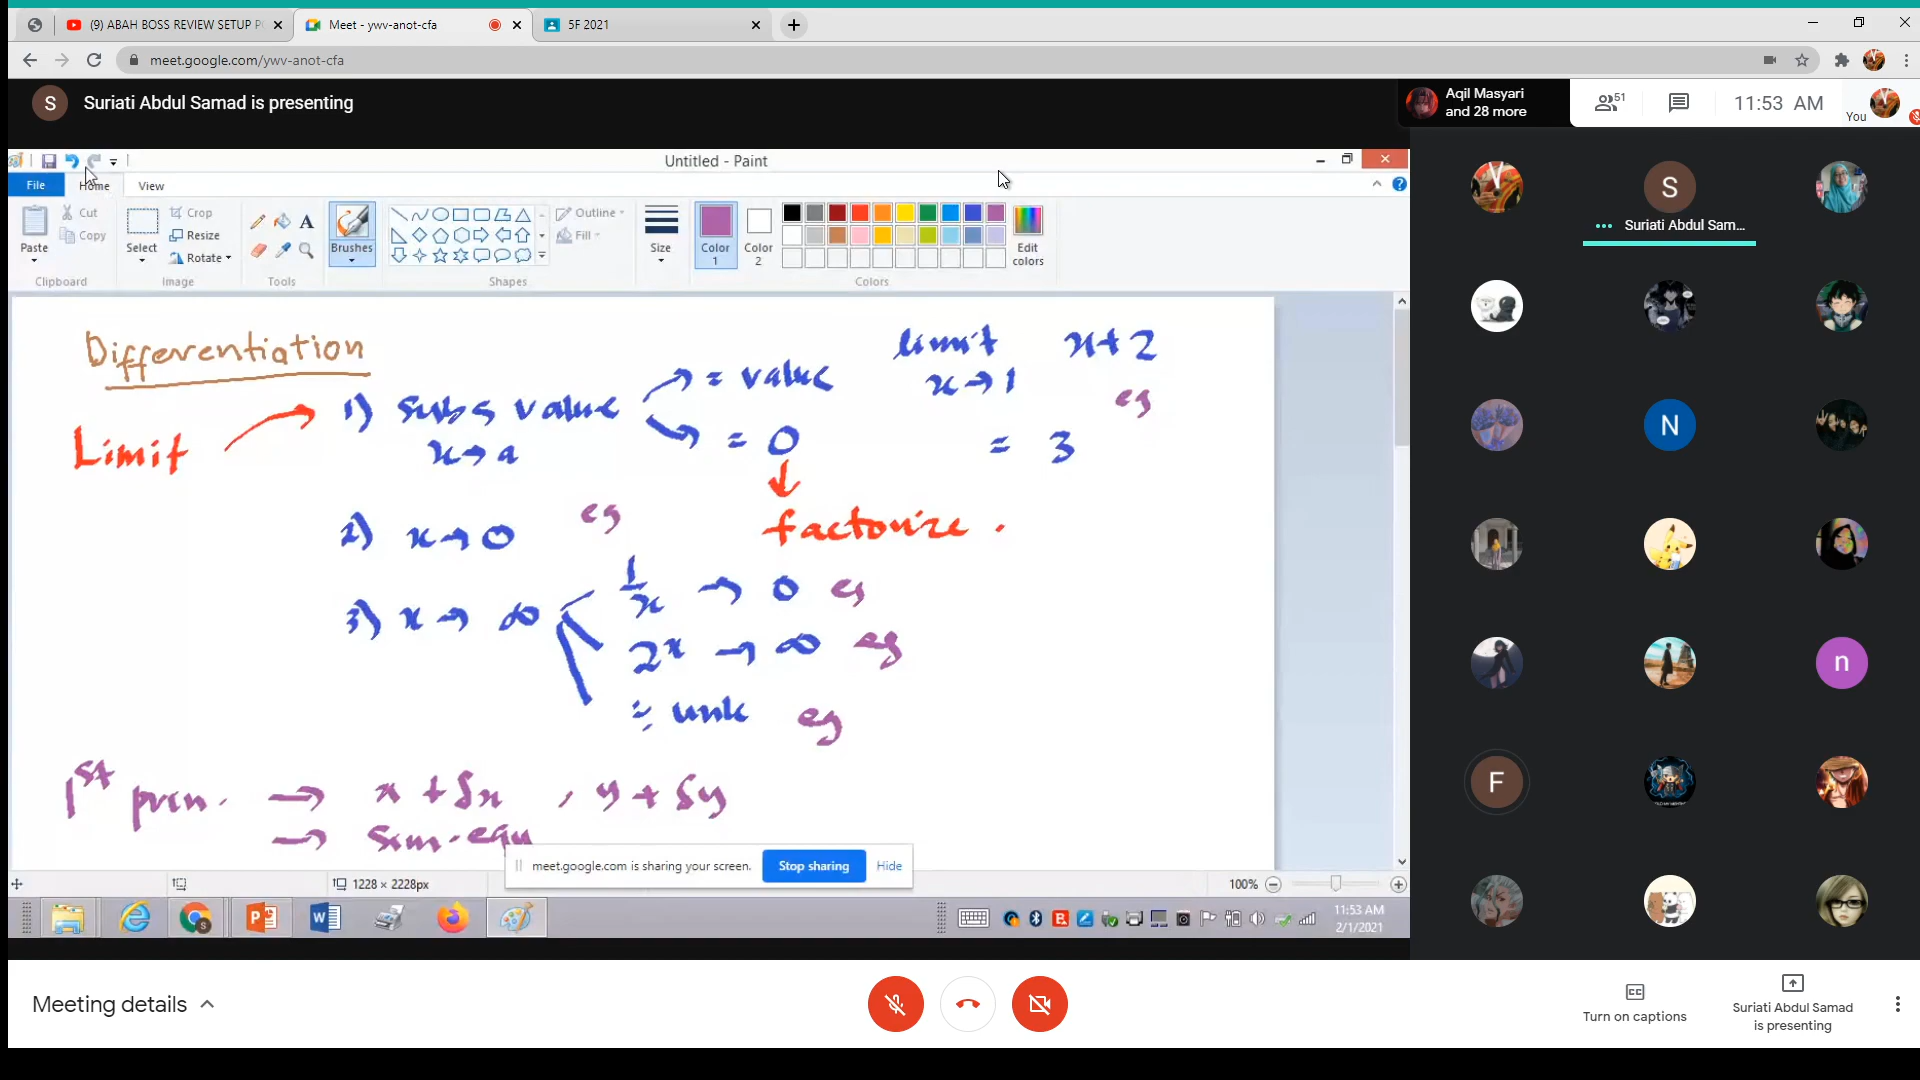 (9) ABAH BOSS REVIEW SETUP P
Meet - ywv-anot-cfa
5F 2021
meet.google.com/ywv-anot-cfa
S
Suriati Abdul Samad is presenting
Aqil Masyari
and 28 more
51
11:53 AM
You
Untitled - Paint
File
Home
View
Paste
Cut
Copy
Clipboard
Select
Crop
Resize
Rotate
Image
A
Tools
Brushes
Shapes
Outline
Fill
Size
Color 1
Color 2
Edit colors
Colors
Differentiation
Limit
1) subs value
x → a
= value
= 0
factorize .
limit x+2
x → 1
eg
= 3
2) x → 0 eg
3) x → ∞
1/x → 0 eg
2x → ∞ eg
= unk eg
1st prin. → x + δx , y + δy
→ sim. equ
meet.google.com is sharing your screen.
Stop sharing
Hide
1228 × 2228px
100%
11:53 AM
2/1/2021
S
Suriati Abdul Sam...
N
n
F
Meeting details
Turn on captions
Suriati Abdul Samad
is presenting